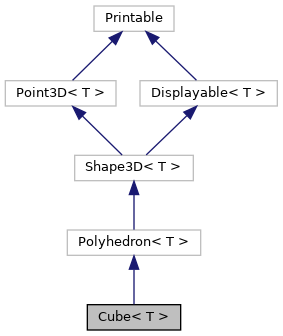 Printable
Point3D< T >
Displayable< T >
Shape3D< T >
Polyhedron< T >
Cube< T >